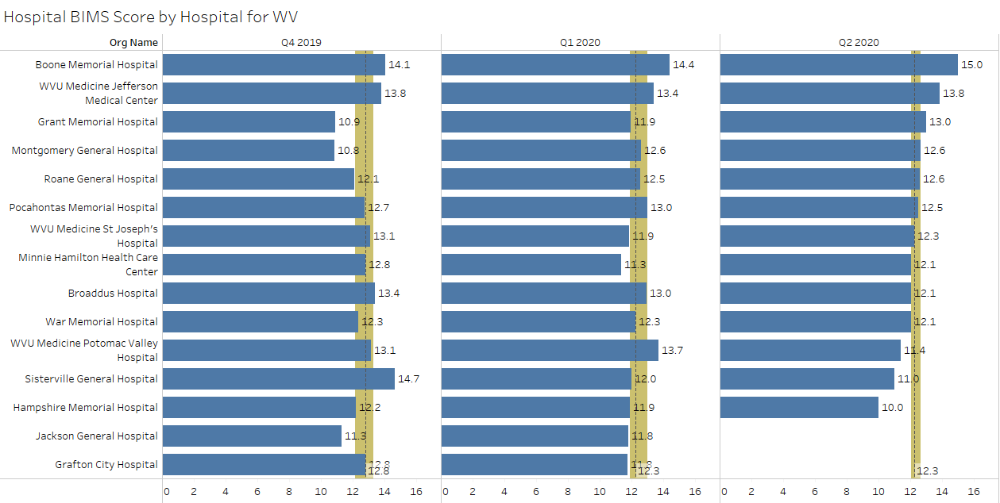 Hospital BIMS Score by Hospital for WV
Org Name Q4 2019 Q1 2020 Q2 2020
Boone Memorial Hospital 14.1 14.4 15.0
WVU Medicine Jefferson
Medical Center 13.8 13.4 13.8
Grant Memorial Hospital 10.9 11.9 13.0
Montgomery General Hospital 10.8 12.6 12.6
Roane General Hospital 12.1 12.5 12.6
Pocahontas Memorial Hospital 12.7 13.0 12.5
WVU Medicine St Joseph's
Hospital 13.1 11.9 12.3
Minnie Hamilton Health Care
Center 12.8 11.3 12.1
Broaddus Hospital 13.4 13.0 12.1
War Memorial Hospital 12.3 12.3 12.1
WVU Medicine Potomac Valley
Hospital 13.1 13.7 11.4
Sisterville General Hospital 14.7 12.0 11.0
Hampshire Memorial Hospital 12.2 11.9 10.0
Jackson General Hospital 11.3 11.8
Grafton City Hospital 12.8 11.8
12.8 12.3 12.3
0 2 4 6 8 10 12 14 16 0 2 4 6 8 10 12 14 16 0 2 4 6 8 10 12 14 16